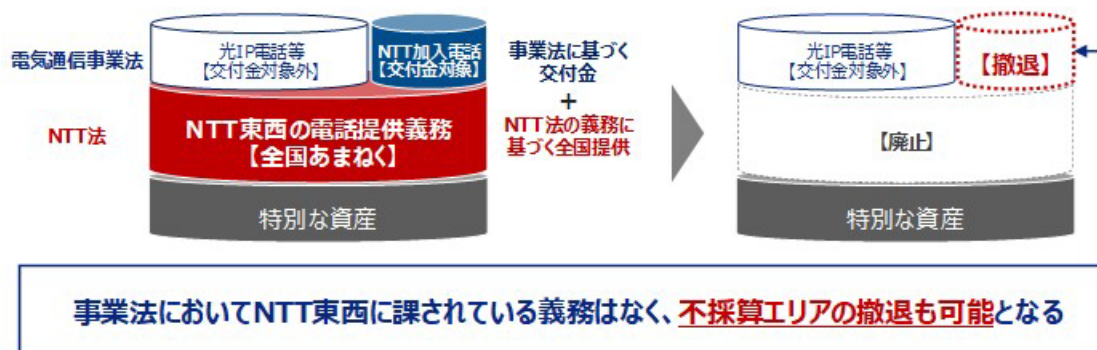 電気通信事業法
光IP電話等
【交付金対象外】
NTT加入電話
【交付金対象】
NTT法
NTT東西の電話提供義務
【全国あまねく】
特別な資産
事業法に基づく
交付金
+
NTT法の義務に
基づく全国提供
光IP電話等
【交付金対象外】
【撤退】
【廃止】
特別な資産
事業法においてNTT東西に課されている義務はなく、不採算エリアの撤退も可能となる